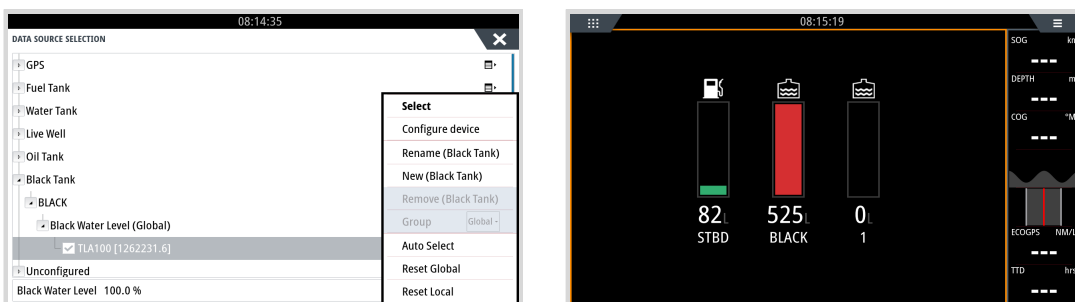 08:14:35
DATA SOURCE SELECTION
GPS
Fuel Tank
Water Tank
Live Well
Oil Tank
Black Tank
BLACK
Black Water Level (Global)
TLA100 [1262231.6]
Unconfigured
Black Water Level 100.0 %
Select
Configure device
Rename (Black Tank)
New (Black Tank)
Remove (Black Tank)
Group Global
Auto Select
Reset Global
Reset Local
08:15:19
82L 525L 0L
STBD BLACK 1
SOG kn
---
DEPTH m
---
COG °M
---
ECOGPS NM/L
---
TTD hrs
---